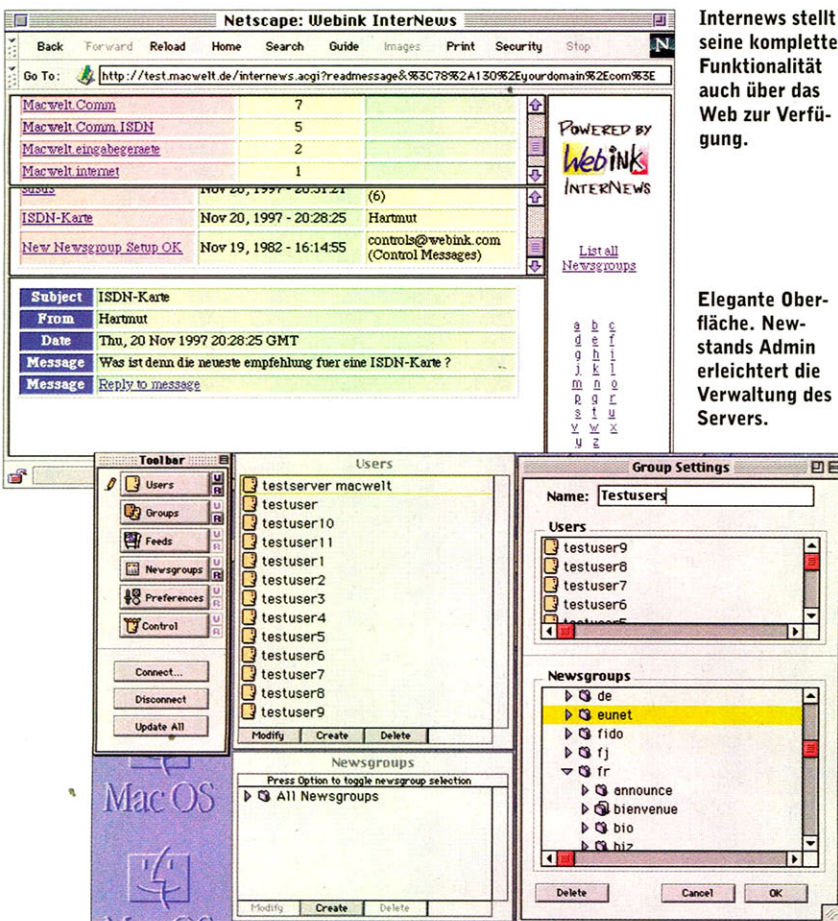 Netscape: Webink InterNews
Back Forward Reload Home Search Guide Images Print Security Stop
N
Go To: http://test.macwelt.de/internews.acgi?readmessage&%3C78%2A130%2Eyourdomain%2Ecom%3E
Macwelt.Comm 7
Macwelt.Comm.ISDN 5
Macwelt.eingabegeraete 2
Macwelt.internet 1
(6)
ISDN-Karte Nov 20, 1997 - 20:28:25 Hartmut
New Newsgroup Setup OK Nov 19, 1982 - 16:14:55 controls@webink.com
(Control Messages)
Subject ISDN-Karte
From Hartmut
Date Thu, 20 Nov 1997 20:28:25 GMT
Message Was ist denn die neueste empfehlung fuer eine ISDN-Karte ?
Message Reply to message
POWERED BY
WebiNK
INTERNEWS
List all
Newsgroups
a b c
d e f
g h i
j k l
m n o
p q r
s t u
v w x
y z
Internews stellt
seine komplette
Funktionalität
auch über das
Web zur Verfü-
gung.
Elegante Ober-
fläche. New-
stands Admin
erleichtert die
Verwaltung des
Servers.
Toolbar
Users U R
Groups U R
Feeds U R
Newsgroups U R
Preferences U R
Control U R
Connect...
Disconnect
Update All
Mac OS
Users
testserver macwelt
testuser
testuser10
testuser11
testuser1
testuser2
testuser3
testuser4
testuser5
testuser6
testuser7
testuser8
testuser9
Modify Create Delete
Newsgroups
Press Option to toggle newsgroup selection
All Newsgroups
Modify Create Delete
Group Settings
Name: Testusers
Users
testuser9
testuser8
testuser7
testuser6
Newsgroups
de
eunet
fido
fj
fr
announce
bienvenue
bio
biz
Delete Cancel OK